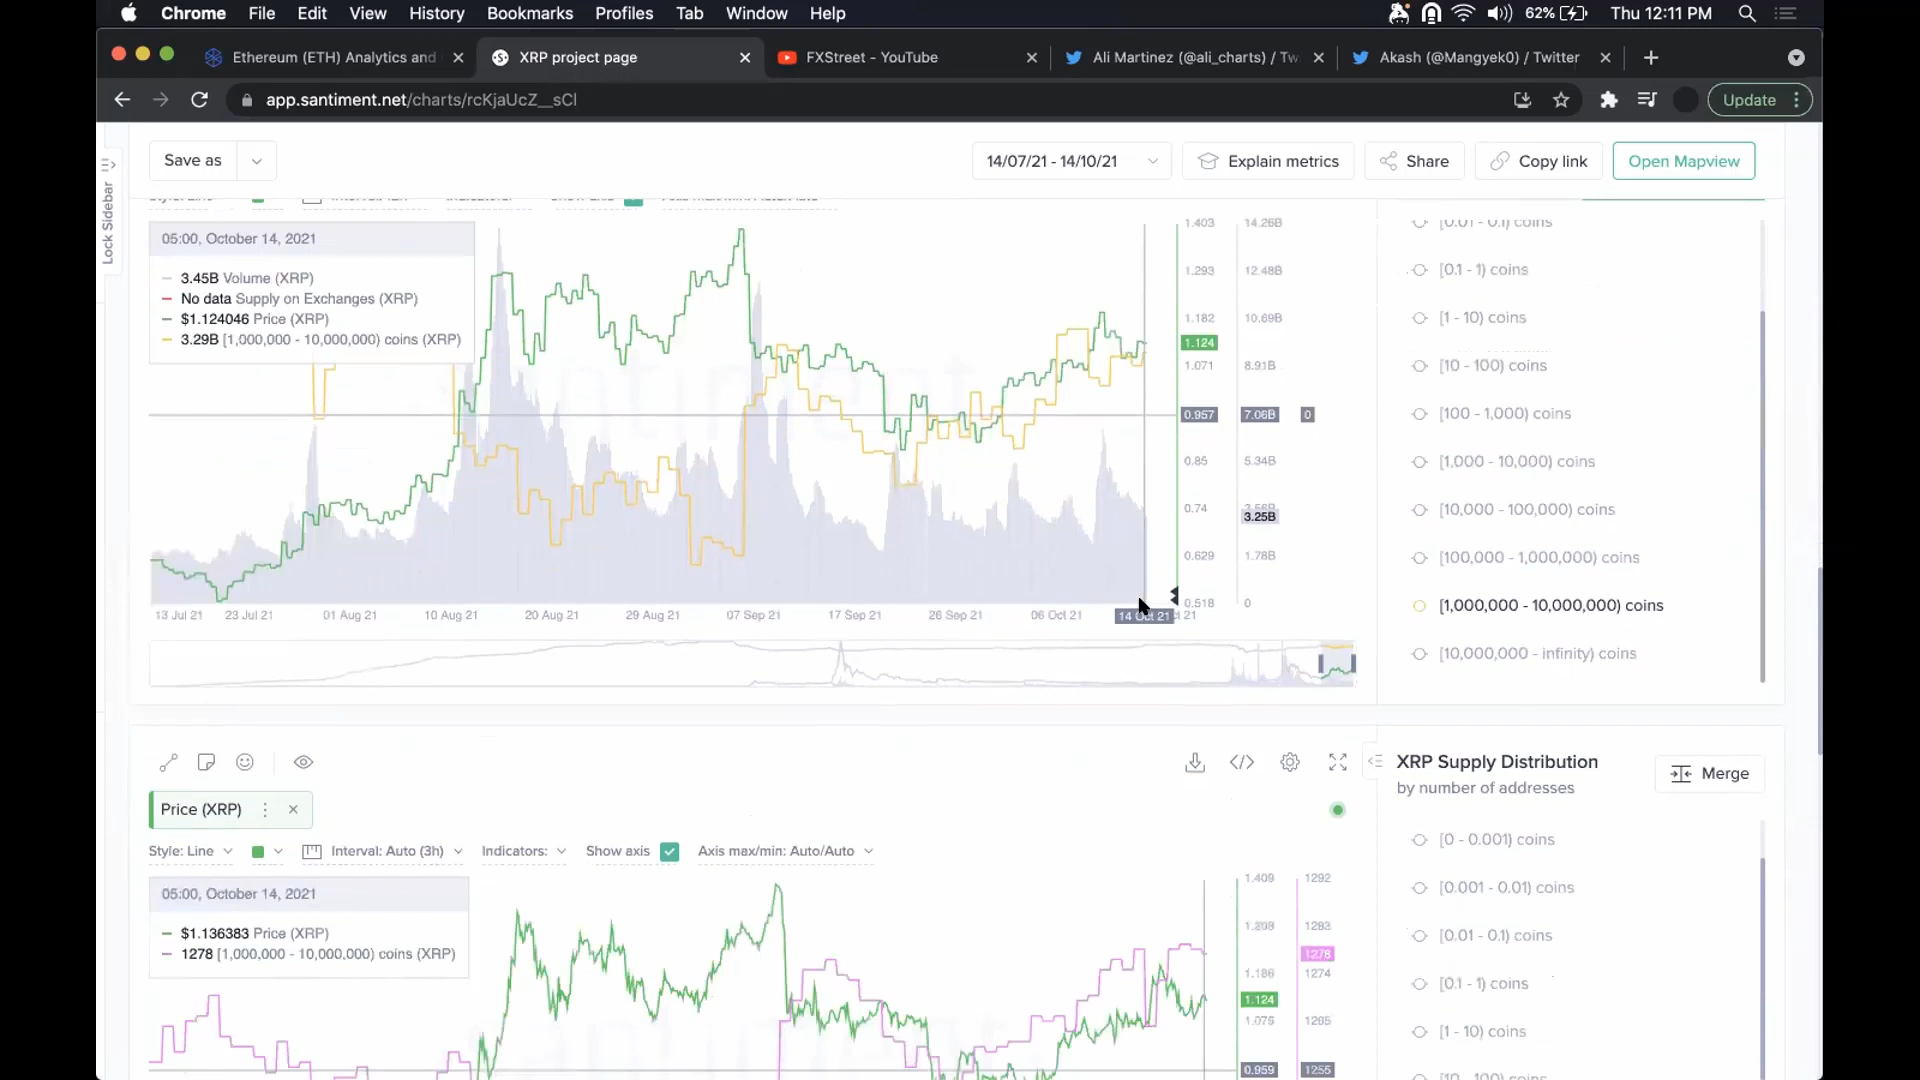 Chrome File Edit View History Bookmarks Profiles Tab Window Help 62% Thu 12:11 PM
Ethereum (ETH) Analytics and XRP project page FXStreet - YouTube Ali Martinez (@ali_charts) / Tw Akash (@Mangyek0) / Twitter
app.santiment.net/charts/rcKjaUcZ__sCl Update
Lock Sidebar
Save as 14/07/21 - 14/10/21 Explain metrics Share Copy link Open Mapview
05:00, October 14, 2021
3.45B Volume (XRP)
No data Supply on Exchanges (XRP)
$1.124046 Price (XRP)
3.29B [1,000,000 - 10,000,000) coins (XRP)
1.403 14.26B
1.293 12.48B
1.182 10.69B
1.124
1.071 8.91B
0.957 7.06B 0
0.85 5.34B
0.74
3.25B
0.629 1.78B
0.518 0
13 Jul 21 23 Jul 21 01 Aug 21 10 Aug 21 20 Aug 21 29 Aug 21 07 Sep 21 17 Sep 21 26 Sep 21 06 Oct 21 14 Oct 21
[0.01 - 0.1) coins
[0.1 - 1) coins
[1 - 10) coins
[10 - 100) coins
[100 - 1,000) coins
[1,000 - 10,000) coins
[10,000 - 100,000) coins
[100,000 - 1,000,000) coins
[1,000,000 - 10,000,000) coins
[10,000,000 - infinity) coins
XRP Supply Distribution
by number of addresses
Merge
Price (XRP)
Style: Line Interval: Auto (3h) Indicators: Show axis Axis max/min: Auto/Auto
05:00, October 14, 2021
$1.136383 Price (XRP)
1278 [1,000,000 - 10,000,000) coins (XRP)
1.409 1292
1.298 1283
1278
1.186 1274
1.124
1.075 1265
0.959 1255
[0 - 0.001) coins
[0.001 - 0.01) coins
[0.01 - 0.1) coins
[0.1 - 1) coins
[1 - 10) coins
[10 - 100) coins